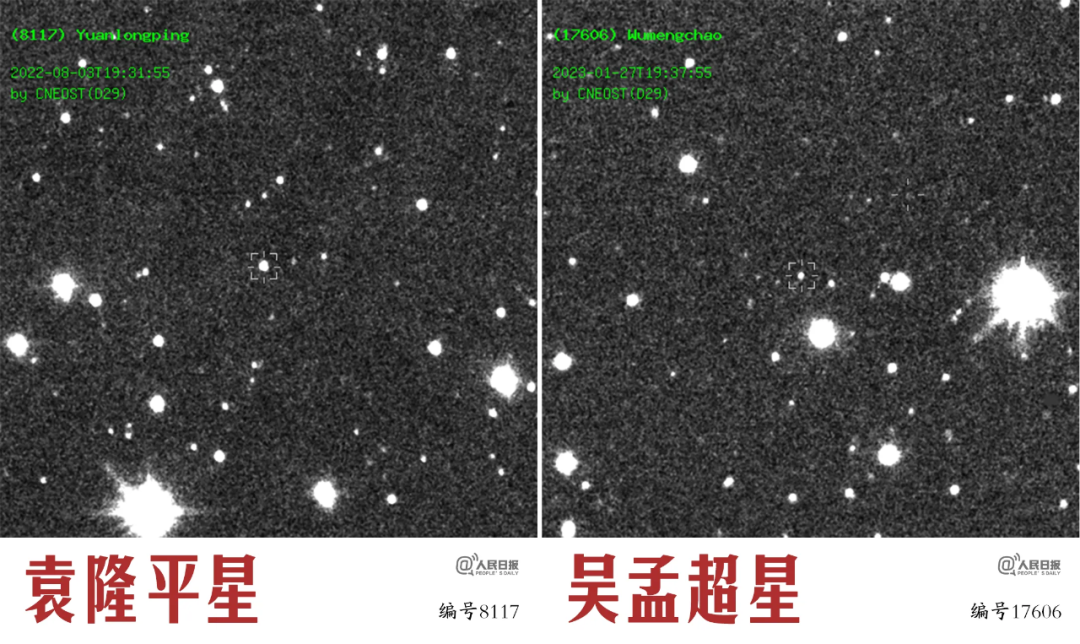 (8117) Yuanlongping
2022-08-03T19:31:55
by CNEOST(D29)
袁隆平星
@人民日报
PEOPLE'S DAILY
编号8117
(17606) Wumengchao
2023-01-27T19:37:55
by CNEOST(D29)
吴孟超星
@人民日报
PEOPLE'S DAILY
编号17606